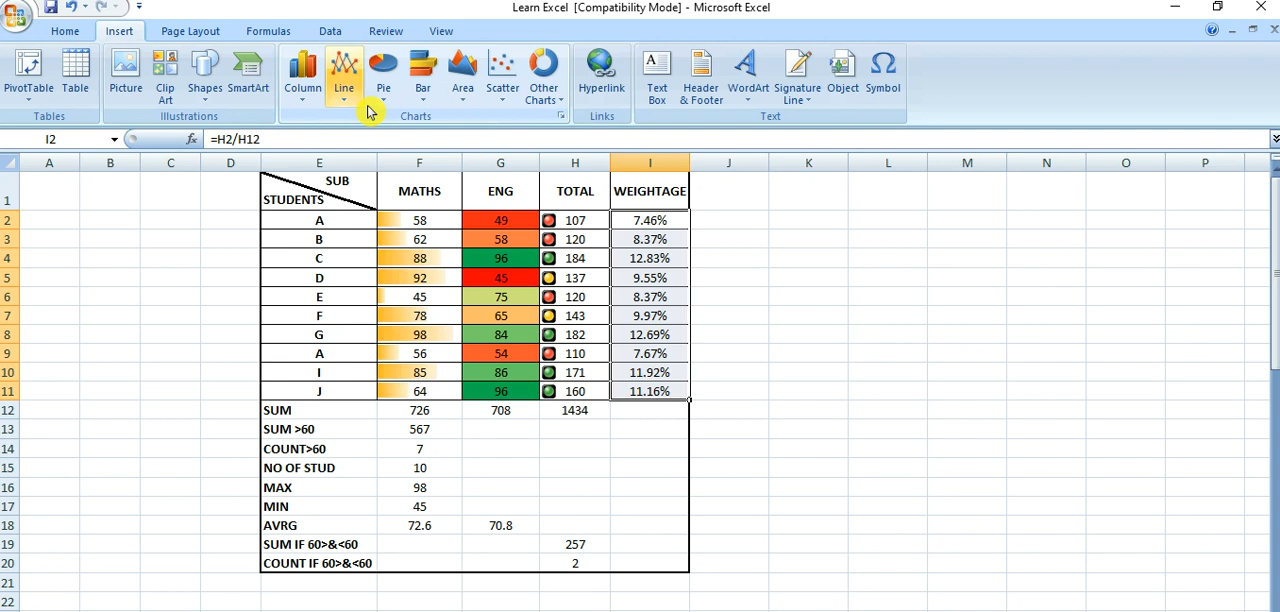 Learn Excel [Compatibility Mode] - Microsoft Excel
Home Insert Page Layout Formulas Data Review View
PivotTable Table Picture Clip Art Shapes SmartArt Column Line Pie Bar Area Scatter Other Charts Hyperlink Text Box Header & Footer WordArt Signature Line Object Symbol
Tables Illustrations Charts Links Text
I2 fx =H2/H12
A B C D E F G H I J K L M N O P
1 SUB STUDENTS MATHS ENG TOTAL WEIGHTAGE
2 A 58 49 107 7.46%
3 B 62 58 120 8.37%
4 C 88 96 184 12.83%
5 D 92 45 137 9.55%
6 E 45 75 120 8.37%
7 F 78 65 143 9.97%
8 G 98 84 182 12.69%
9 A 56 54 110 7.67%
10 I 85 86 171 11.92%
11 J 64 96 160 11.16%
12 SUM 726 708 1434
13 SUM >60 567
14 COUNT>60 7
15 NO OF STUD 10
16 MAX 98
17 MIN 45
18 AVRG 72.6 70.8
19 SUM IF 60>&<60 257
20 COUNT IF 60>&<60 2
21
22